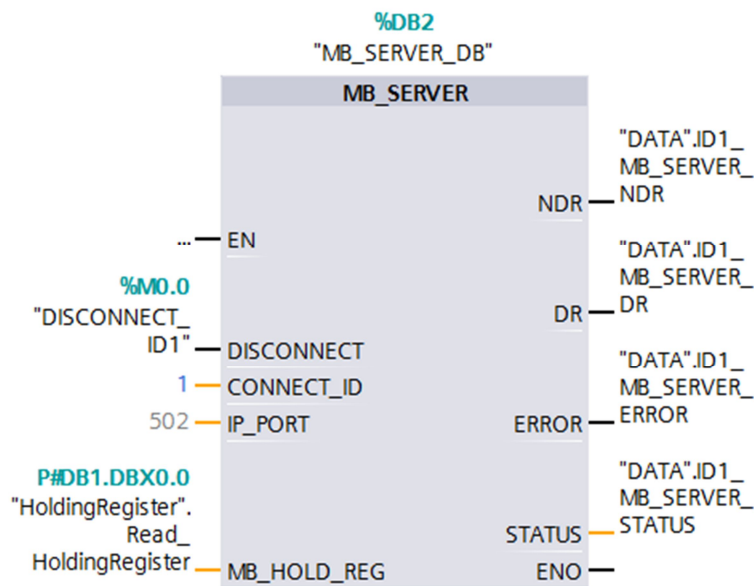 %DB2
"MB_SERVER_DB"
MB_SERVER
"DATA".ID1_
MB_SERVER_
NDR
NDR
...
EN
"DATA".ID1_
MB_SERVER_
DR
DR
%M0.0
"DISCONNECT_
ID1"
DISCONNECT
1
CONNECT_ID
"DATA".ID1_
MB_SERVER_
ERROR
502
IP_PORT
ERROR
P#DB1.DBX0.0
"HoldingRegister".
Read_
HoldingRegister
MB_HOLD_REG
"DATA".ID1_
MB_SERVER_
STATUS
STATUS
ENO